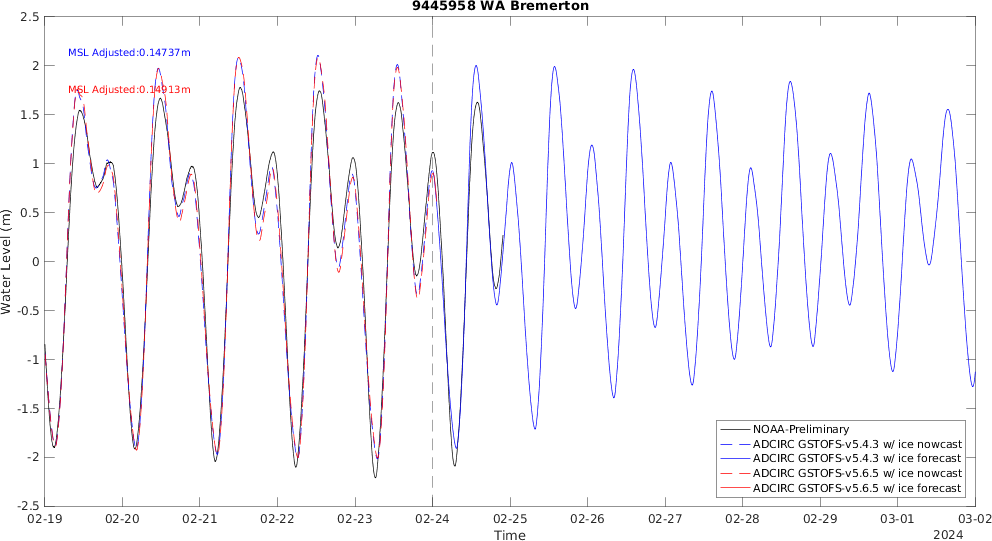 9445958 WA Bremerton
2.5
2
1.5
1
0.5
0
-0.5
-1
-1.5
-2
-2.5
Water Level (m)
MSL Adjusted:0.14737m
MSL Adjusted:0.14913m
NOAA-Preliminary
ADCIRC GSTOFS-v5.4.3 w/ ice nowcast
ADCIRC GSTOFS-v5.4.3 w/ ice forecast
ADCIRC GSTOFS-v5.6.5 w/ ice nowcast
ADCIRC GSTOFS-v5.6.5 w/ ice forecast
02-19 02-20 02-21 02-22 02-23 02-24 02-25 02-26 02-27 02-28 02-29 03-01 03-02
Time
2024